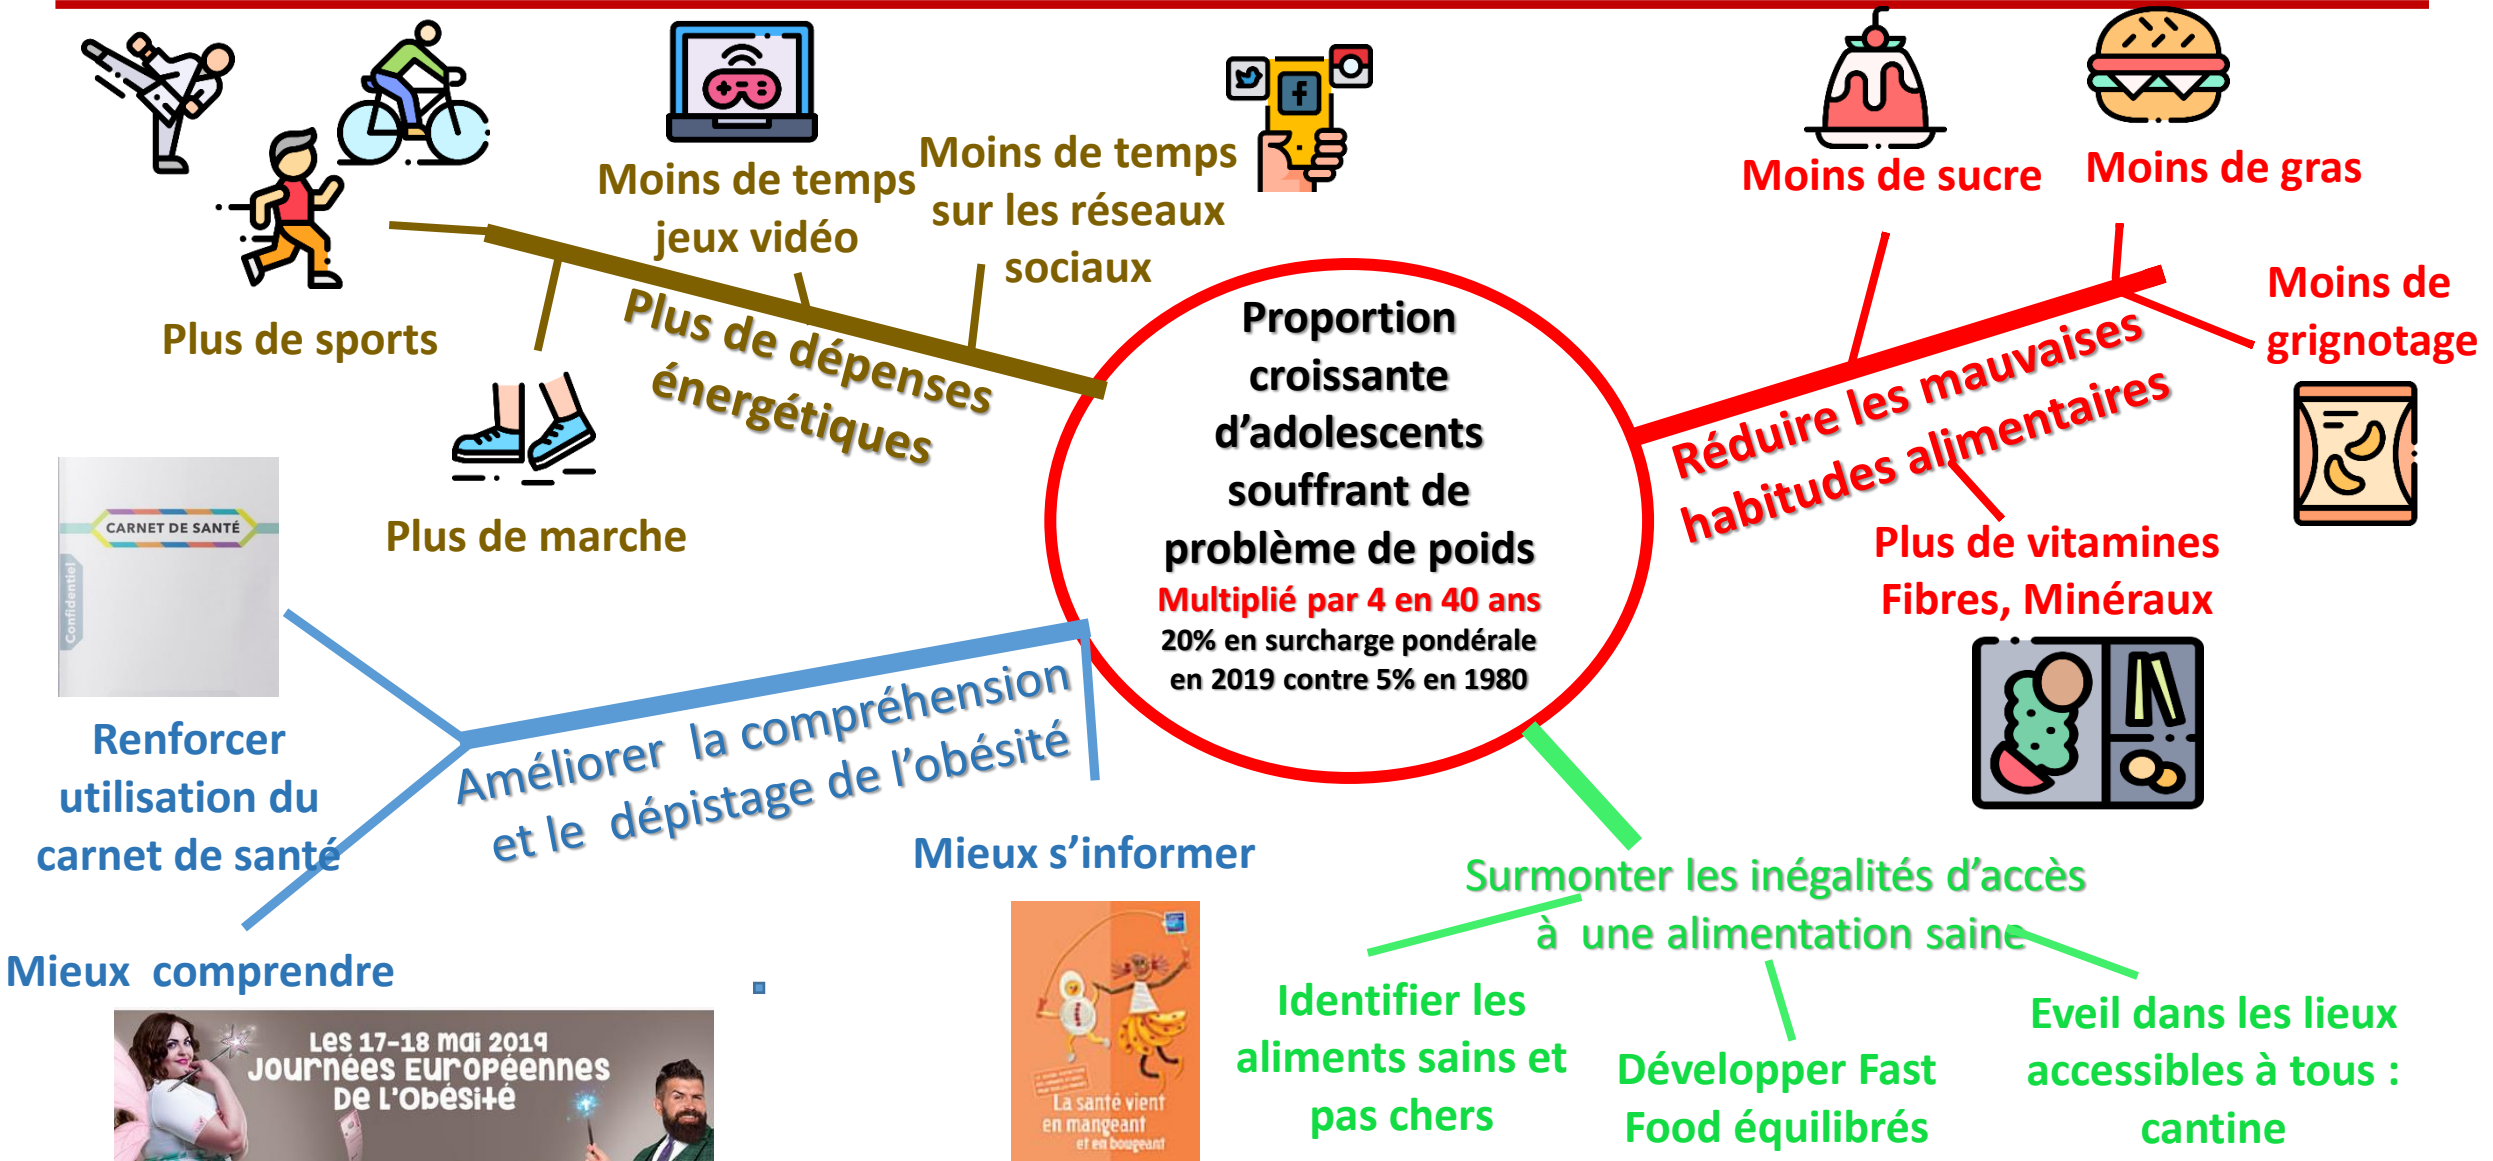 Moins de temps
jeux vidéo
Moins de temps
sur les réseaux
sociaux
Plus de sports
Plus de marche
Plus de dépenses
énergétiques
Moins de sucre
Moins de gras
Moins de
grignotage
Réduire les mauvaises
habitudes alimentaires
Plus de vitamines
Fibres, Minéraux
Proportion
croissante
d’adolescents
souffrant de
problème de poids
Multiplié par 4 en 40 ans
20% en surcharge pondérale
en 2019 contre 5% en 1980
CARNET DE SANTÉ
Confidentiel
Renforcer
utilisation du
carnet de santé
Améliorer  la compréhension
et le  dépistage de l’obésité
Mieux  comprendre
Les 17-18 mai 2019
Journées Européennes
De L'Obésité
Mieux s’informer
La santé vient
en mangeant
et en bougeant
Surmonter les inégalités d’accès
à  une alimentation saine
Identifier les
aliments sains et
pas chers
Développer Fast
Food équilibrés
Eveil dans les lieux
accessibles à tous :
cantine